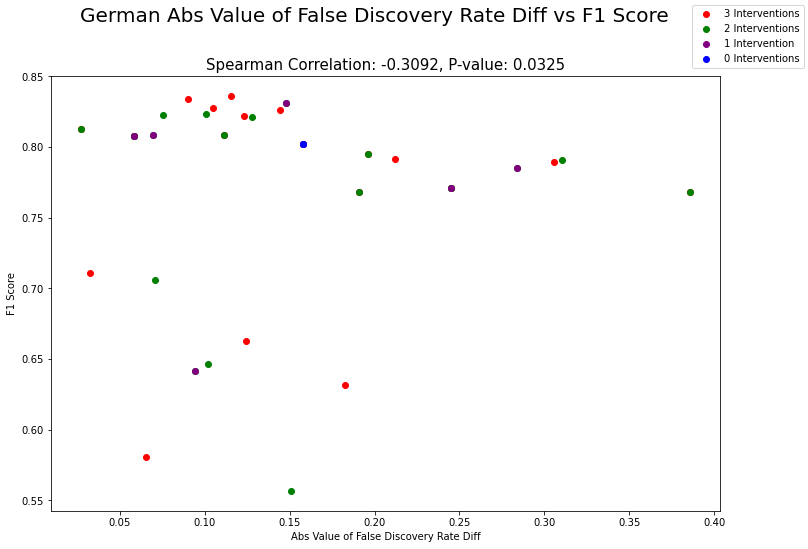 German Abs Value of False Discovery Rate Diff vs F1 Score
3 Interventions
2 Interventions
1 Intervention
0 Interventions
Spearman Correlation: -0.3092, P-value: 0.0325
0.85
0.80
0.75
0.70
0.65
0.60
0.55
F1 Score
0.05
0.10
0.15
0.20
0.25
0.30
0.35
0.40
Abs Value of False Discovery Rate Diff